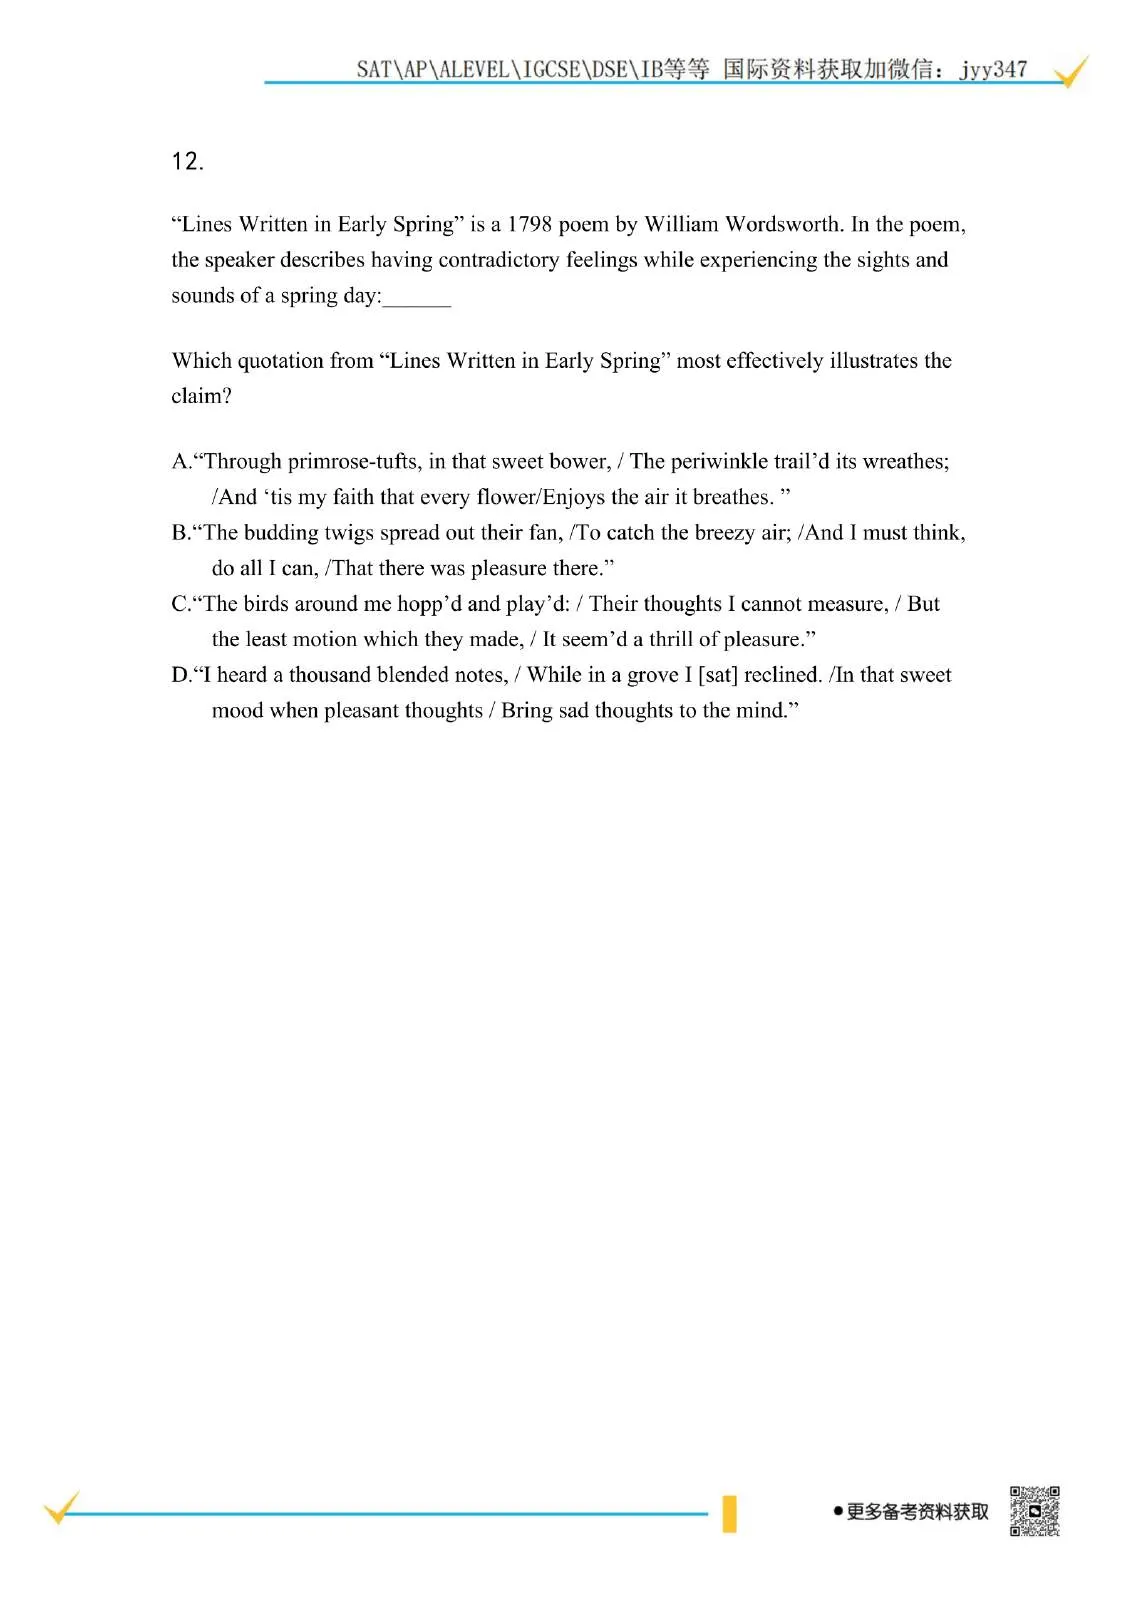 SAT\AP\ALEVEL\IGCSE\DSE\IB等等 国际资料获取加微信：jyy347
12.
“Lines Written in Early Spring” is a 1798 poem by William Wordsworth. In the poem,
the speaker describes having contradictory feelings while experiencing the sights and
sounds of a spring day:______
Which quotation from “Lines Written in Early Spring” most effectively illustrates the
claim?
A.“Through primrose-tufts, in that sweet bower, / The periwinkle trail’d its wreathes;
/And ‘tis my faith that every flower/Enjoys the air it breathes. ”
B.“The budding twigs spread out their fan, /To catch the breezy air; /And I must think,
do all I can, /That there was pleasure there.”
C.“The birds around me hopp’d and play’d: / Their thoughts I cannot measure, / But
the least motion which they made, / It seem’d a thrill of pleasure.”
D.“I heard a thousand blended notes, / While in a grove I [sat] reclined. /In that sweet
mood when pleasant thoughts / Bring sad thoughts to the mind.”
●更多备考资料获取